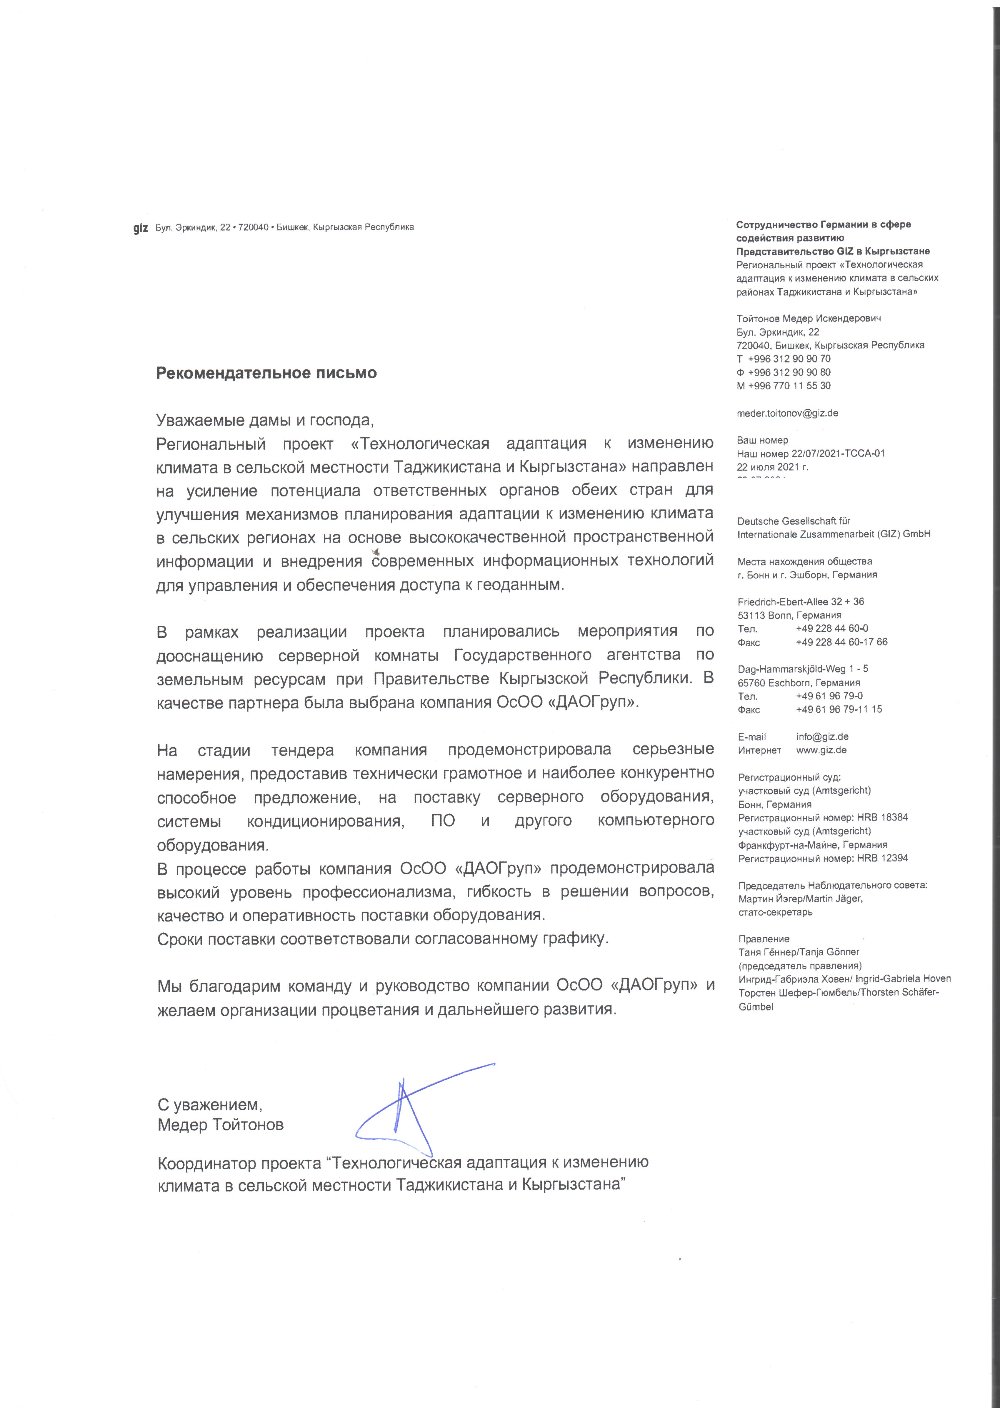 giz Бул. Эркиндик, 22 • 720040 • Бишкек, Кыргызская Республика
Рекомендательное письмо
Уважаемые дамы и господа,
Региональный проект «Технологическая адаптация к изменению
климата в сельской местности Таджикистана и Кыргызстана» направлен
на усиление потенциала ответственных органов обеих стран для
улучшения механизмов планирования адаптации к изменению климата
в сельских регионах на основе высококачественной пространственной
информации и внедрения современных информационных технологий
для управления и обеспечения доступа к геоданным.
В рамках реализации проекта планировались мероприятия по
дооснащению серверной комнаты Государственного агентства по
земельным ресурсам при Правительстве Кыргызской Республики. В
качестве партнера была выбрана компания ОсОО «ДАОГруп».
На стадии тендера компания продемонстрировала серьезные
намерения, предоставив технически грамотное и наиболее конкурентно
способное предложение, на поставку серверного оборудования,
системы кондиционирования, ПО и другого компьютерного
оборудования.
В процессе работы компания ОсОО «ДАОГруп» продемонстрировала
высокий уровень профессионализма, гибкость в решении вопросов,
качество и оперативность поставки оборудования.
Сроки поставки соответствовали согласованному графику.
Мы благодарим команду и руководство компании ОсОО «ДАОГруп» и
желаем организации процветания и дальнейшего развития.
С уважением,
Медер Тойтонов
Координатор проекта “Технологическая адаптация к изменению
климата в сельской местности Таджикистана и Кыргызстана”
Сотрудничество Германии в сфере
содействия развитию
Представительство GIZ в Кыргызстане
Региональный проект «Технологическая
адаптация к изменению климата в сельских
районах Таджикистана и Кыргызстана»
Тойтонов Медер Искендерович
Бул. Эркиндик, 22
720040, Бишкек, Кыргызская Республика
Т +996 312 90 90 70
Ф +996 312 90 90 80
М +996 770 11 55 30
meder.toitonov@giz.de
Ваш номер
Наш номер 22/07/2021-TCCA-01
22 июля 2021 г.
Deutsche Gesellschaft für
Internationale Zusammenarbeit (GIZ) GmbH
Места нахождения общества
г. Бонн и г. Эшборн, Германия
Friedrich-Ebert-Allee 32 + 36
53113 Bonn, Германия
Тел. +49 228 44 60-0
Факс +49 228 44 60-17 66
Dag-Hammarskjöld-Weg 1 - 5
65760 Eschborn, Германия
Тел. +49 61 96 79-0
Факс +49 61 96 79-11 15
E-mail info@giz.de
Интернет www.giz.de
Регистрационный суд:
участковый суд (Amtsgericht)
Бонн, Германия
Регистрационный номер: HRB 18384
участковый суд (Amtsgericht)
Франкфурт-на-Майне, Германия
Регистрационный номер: HRB 12394
Председатель Наблюдательного совета:
Мартин Йэгер/Martin Jäger,
статс-секретарь
Правление
Таня Гённер/Tanja Gönner
(председатель правления)
Ингрид-Габриэла Ховен/ Ingrid-Gabriela Hoven
Торстен Шефер-Гюмбель/Thorsten Schäfer-
Gümbel